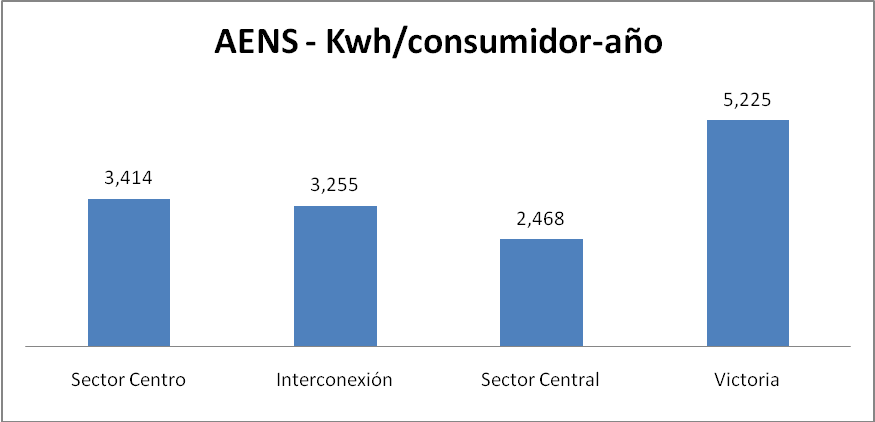 AENS - Kwh/consumidor-año
5,225
3,414
3,255
2,468
Sector Centro
Interconexión
Sector Central
Victoria